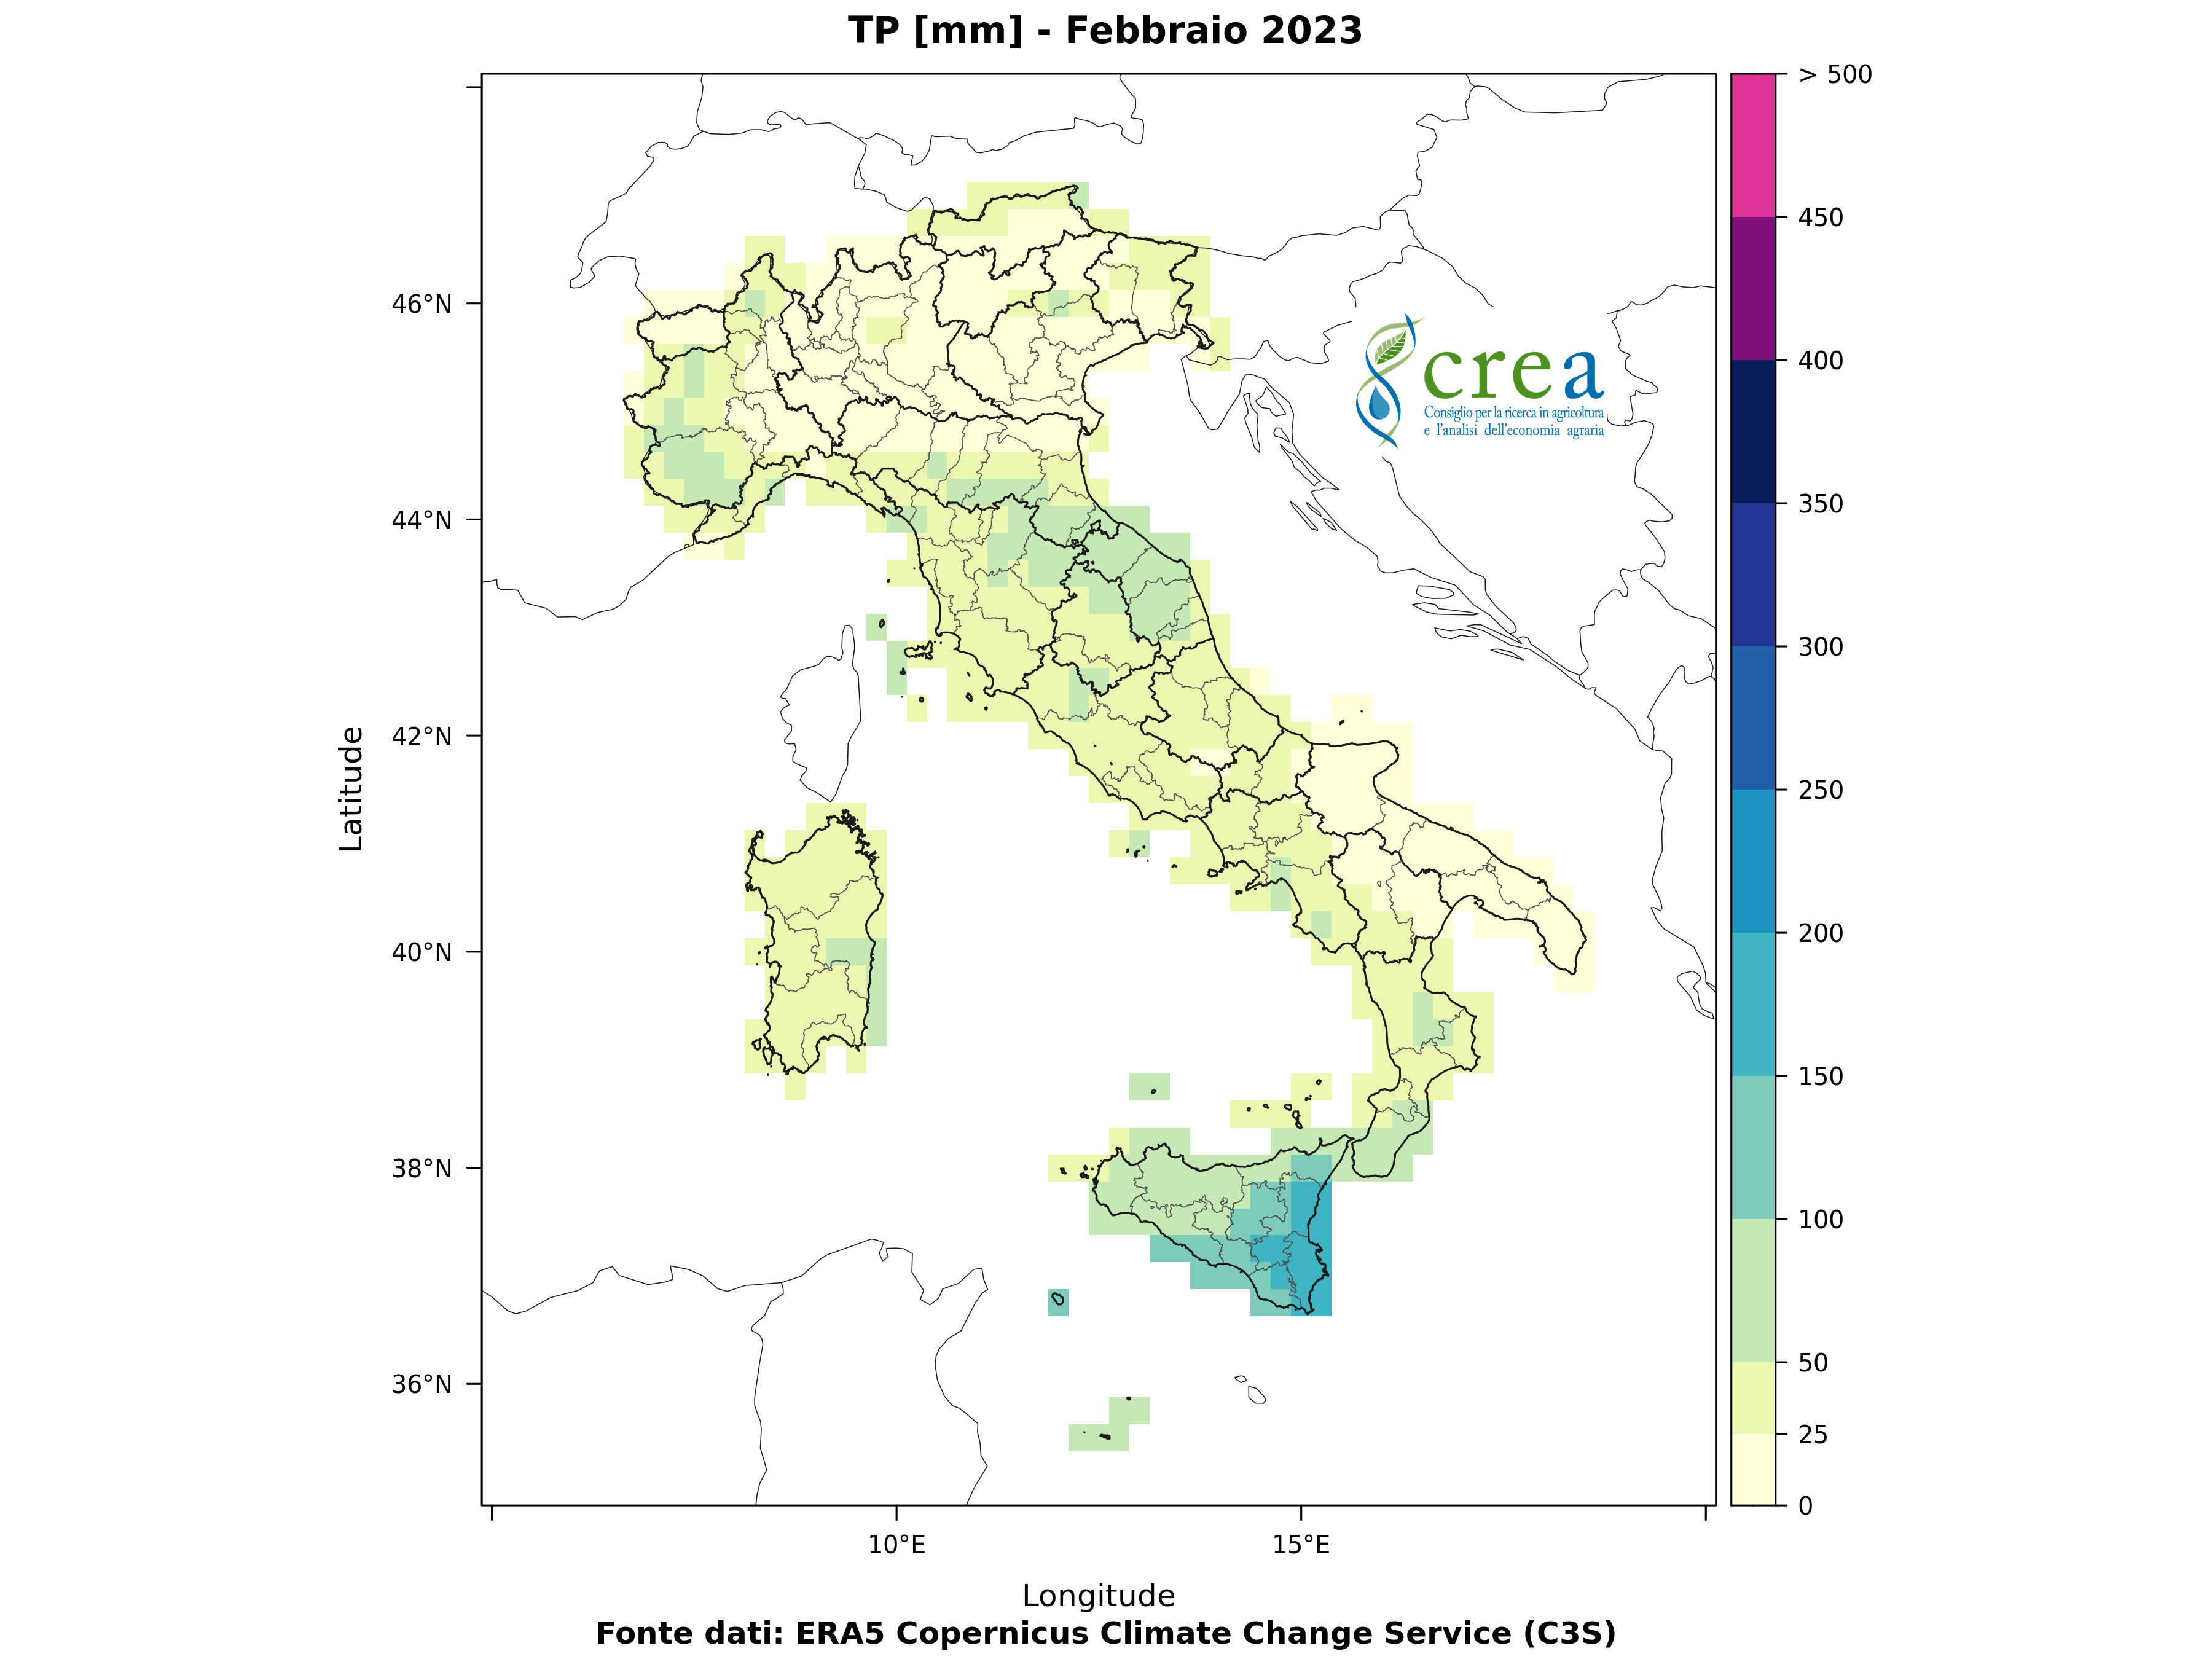 TP [mm] - Febbraio 2023
> 500
450
400
350
300
250
200
150
100
50
25
0
46°N
44°N
42°N
40°N
38°N
36°N
Latitude
crea
Consiglio per la ricerca in agricoltura
e l'analisi dell'economia agraria
10°E
15°E
Longitude
Fonte dati: ERA5 Copernicus Climate Change Service (C3S)